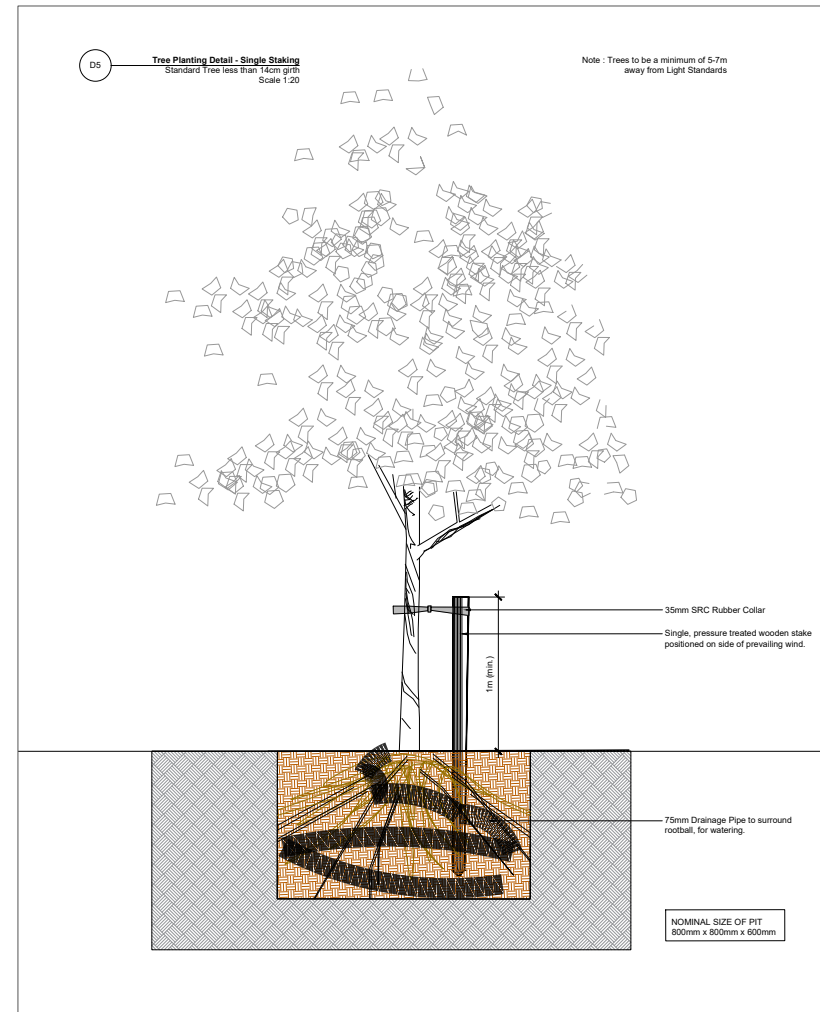 D5
Tree Planting Detail - Single Staking
Standard Tree less than 14cm girth
Scale 1:20
Note : Trees to be a minimum of 5-7m
away from Light Standards
35mm SRC Rubber Collar
Single, pressure treated wooden stake
positioned on side of prevailing wind.
1m (min.)
75mm Drainage Pipe to surround
rootball, for watering.
NOMINAL SIZE OF PIT
800mm x 800mm x 600mm